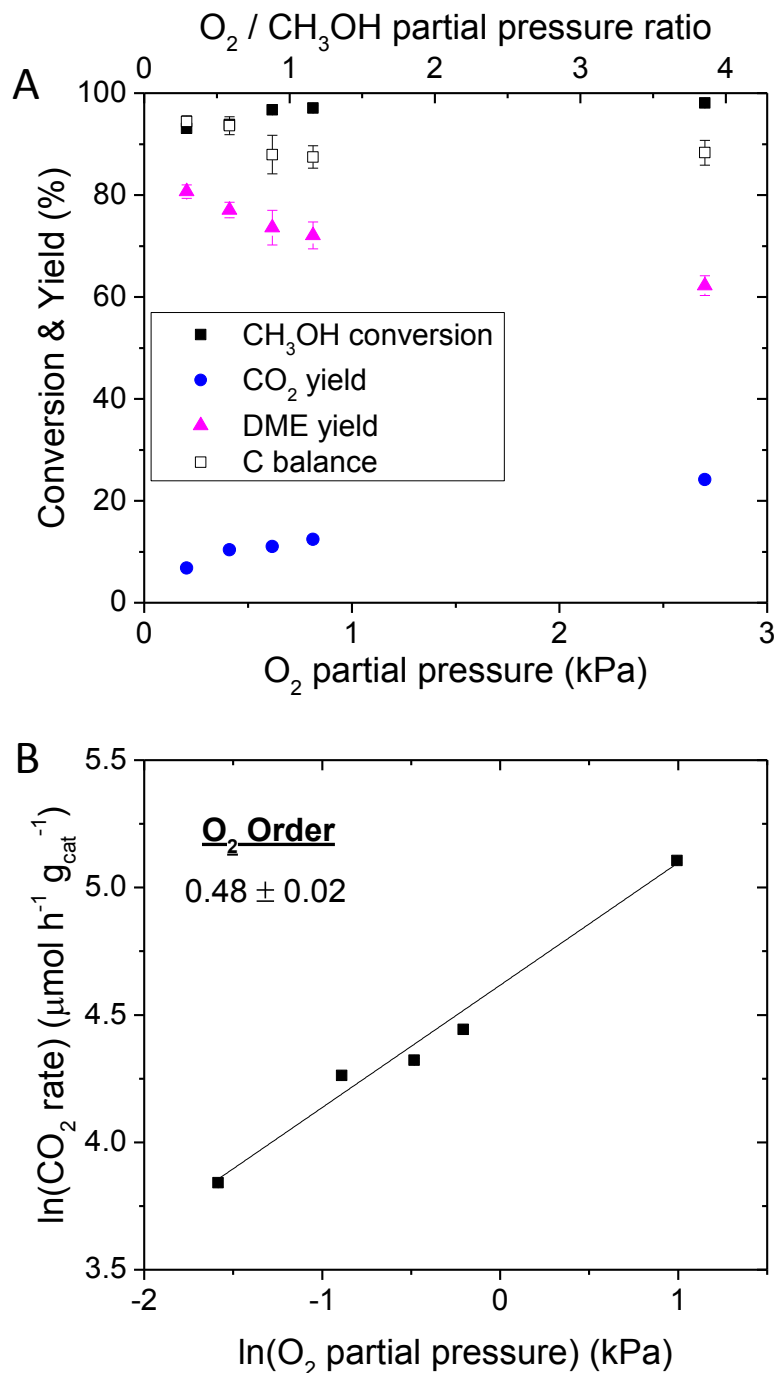 O₂ / CH₃OH partial pressure ratio
0 1 2 3 4
A
Conversion & Yield (%)
100
80
60
40
20
0
CH₃OH conversion
CO₂ yield
DME yield
C balance
0 1 2 3
O₂ partial pressure (kPa)
B
ln(CO₂ rate) (μmol h⁻¹ g_cat⁻¹)
5.5
5.0
4.5
4.0
3.5
O₂ Order
0.48 ± 0.02
-2 -1 0 1
ln(O₂ partial pressure) (kPa)